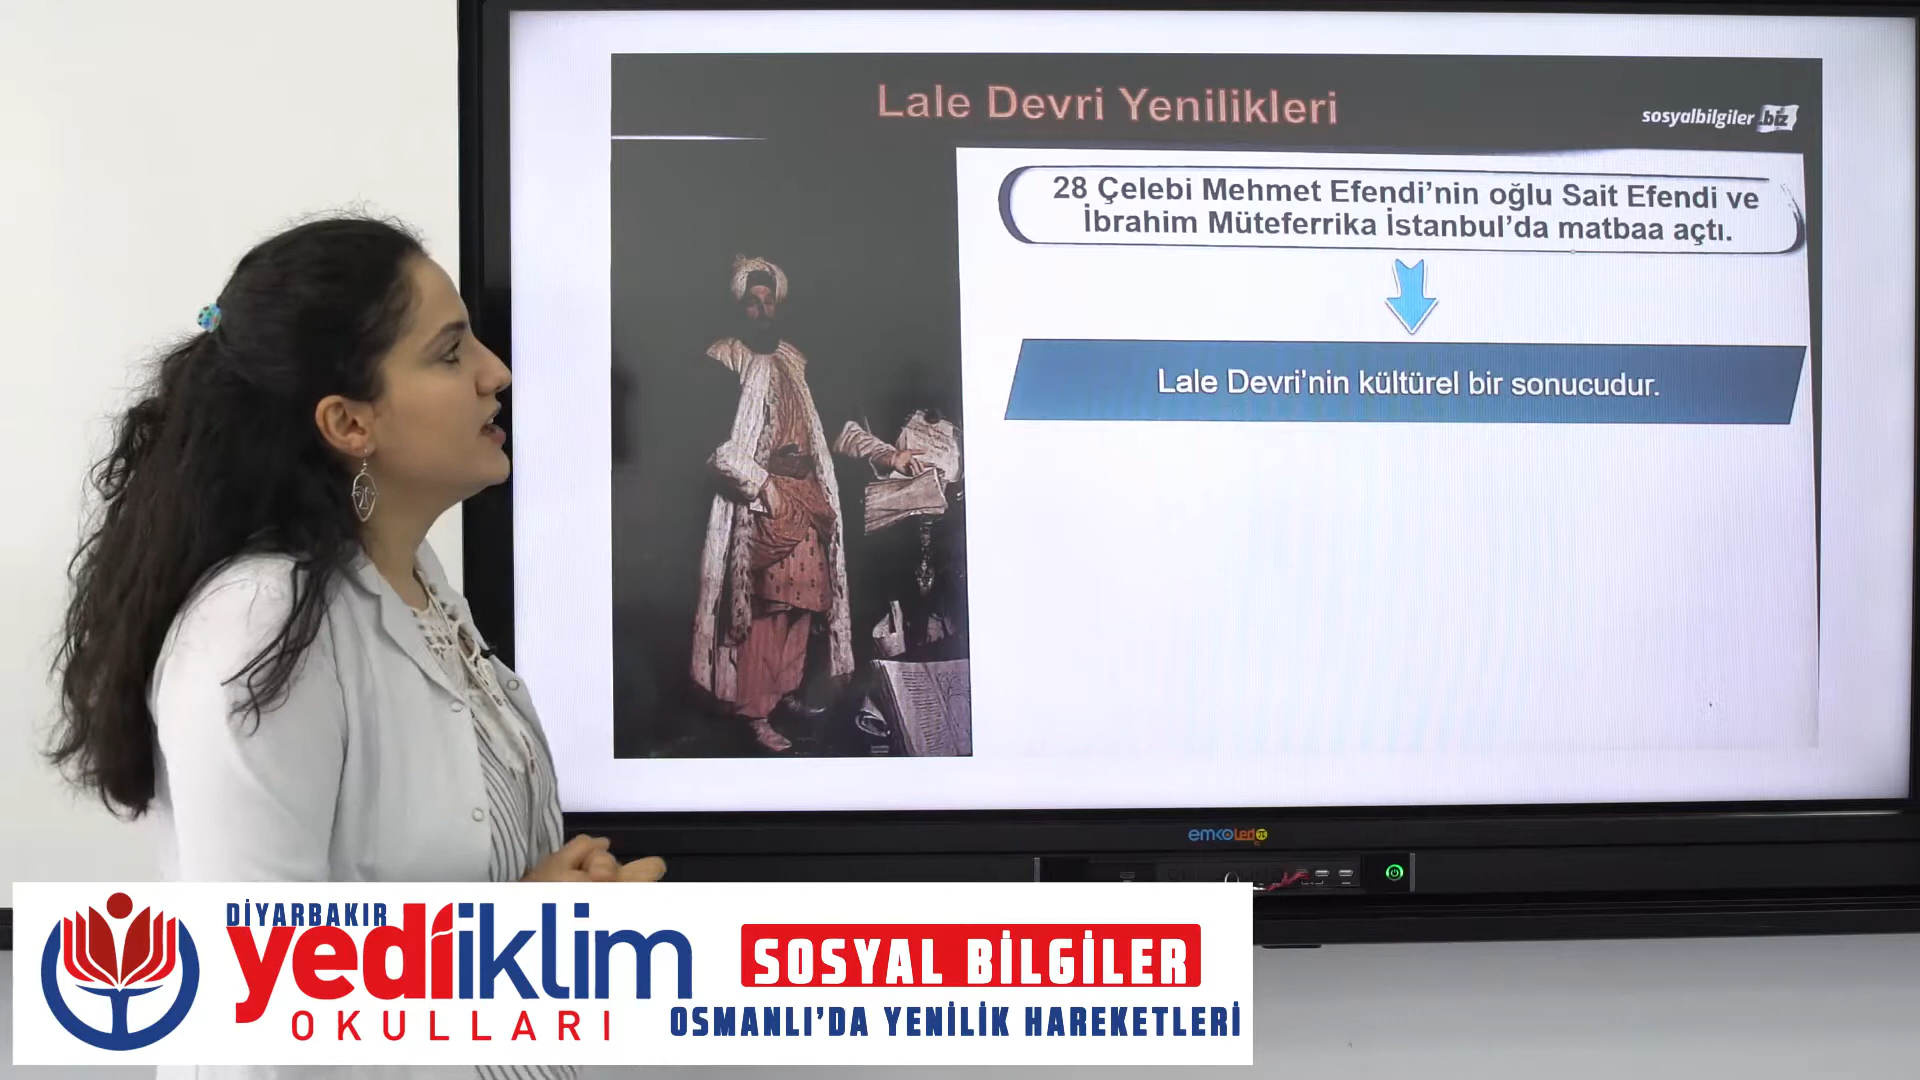 Lale Devri Yenilikleri
sosyalbilgiler.biz
28 Çelebi Mehmet Efendi’nin oğlu Sait Efendi ve
İbrahim Müteferrika İstanbul’da matbaa açtı.
Lale Devri’nin kültürel bir sonucudur.
emkoLed
DİYARBAKIR
yediiklim
OKULLARI
SOSYAL BİLGİLER
OSMANLI’DA YENİLİK HAREKETLERİ